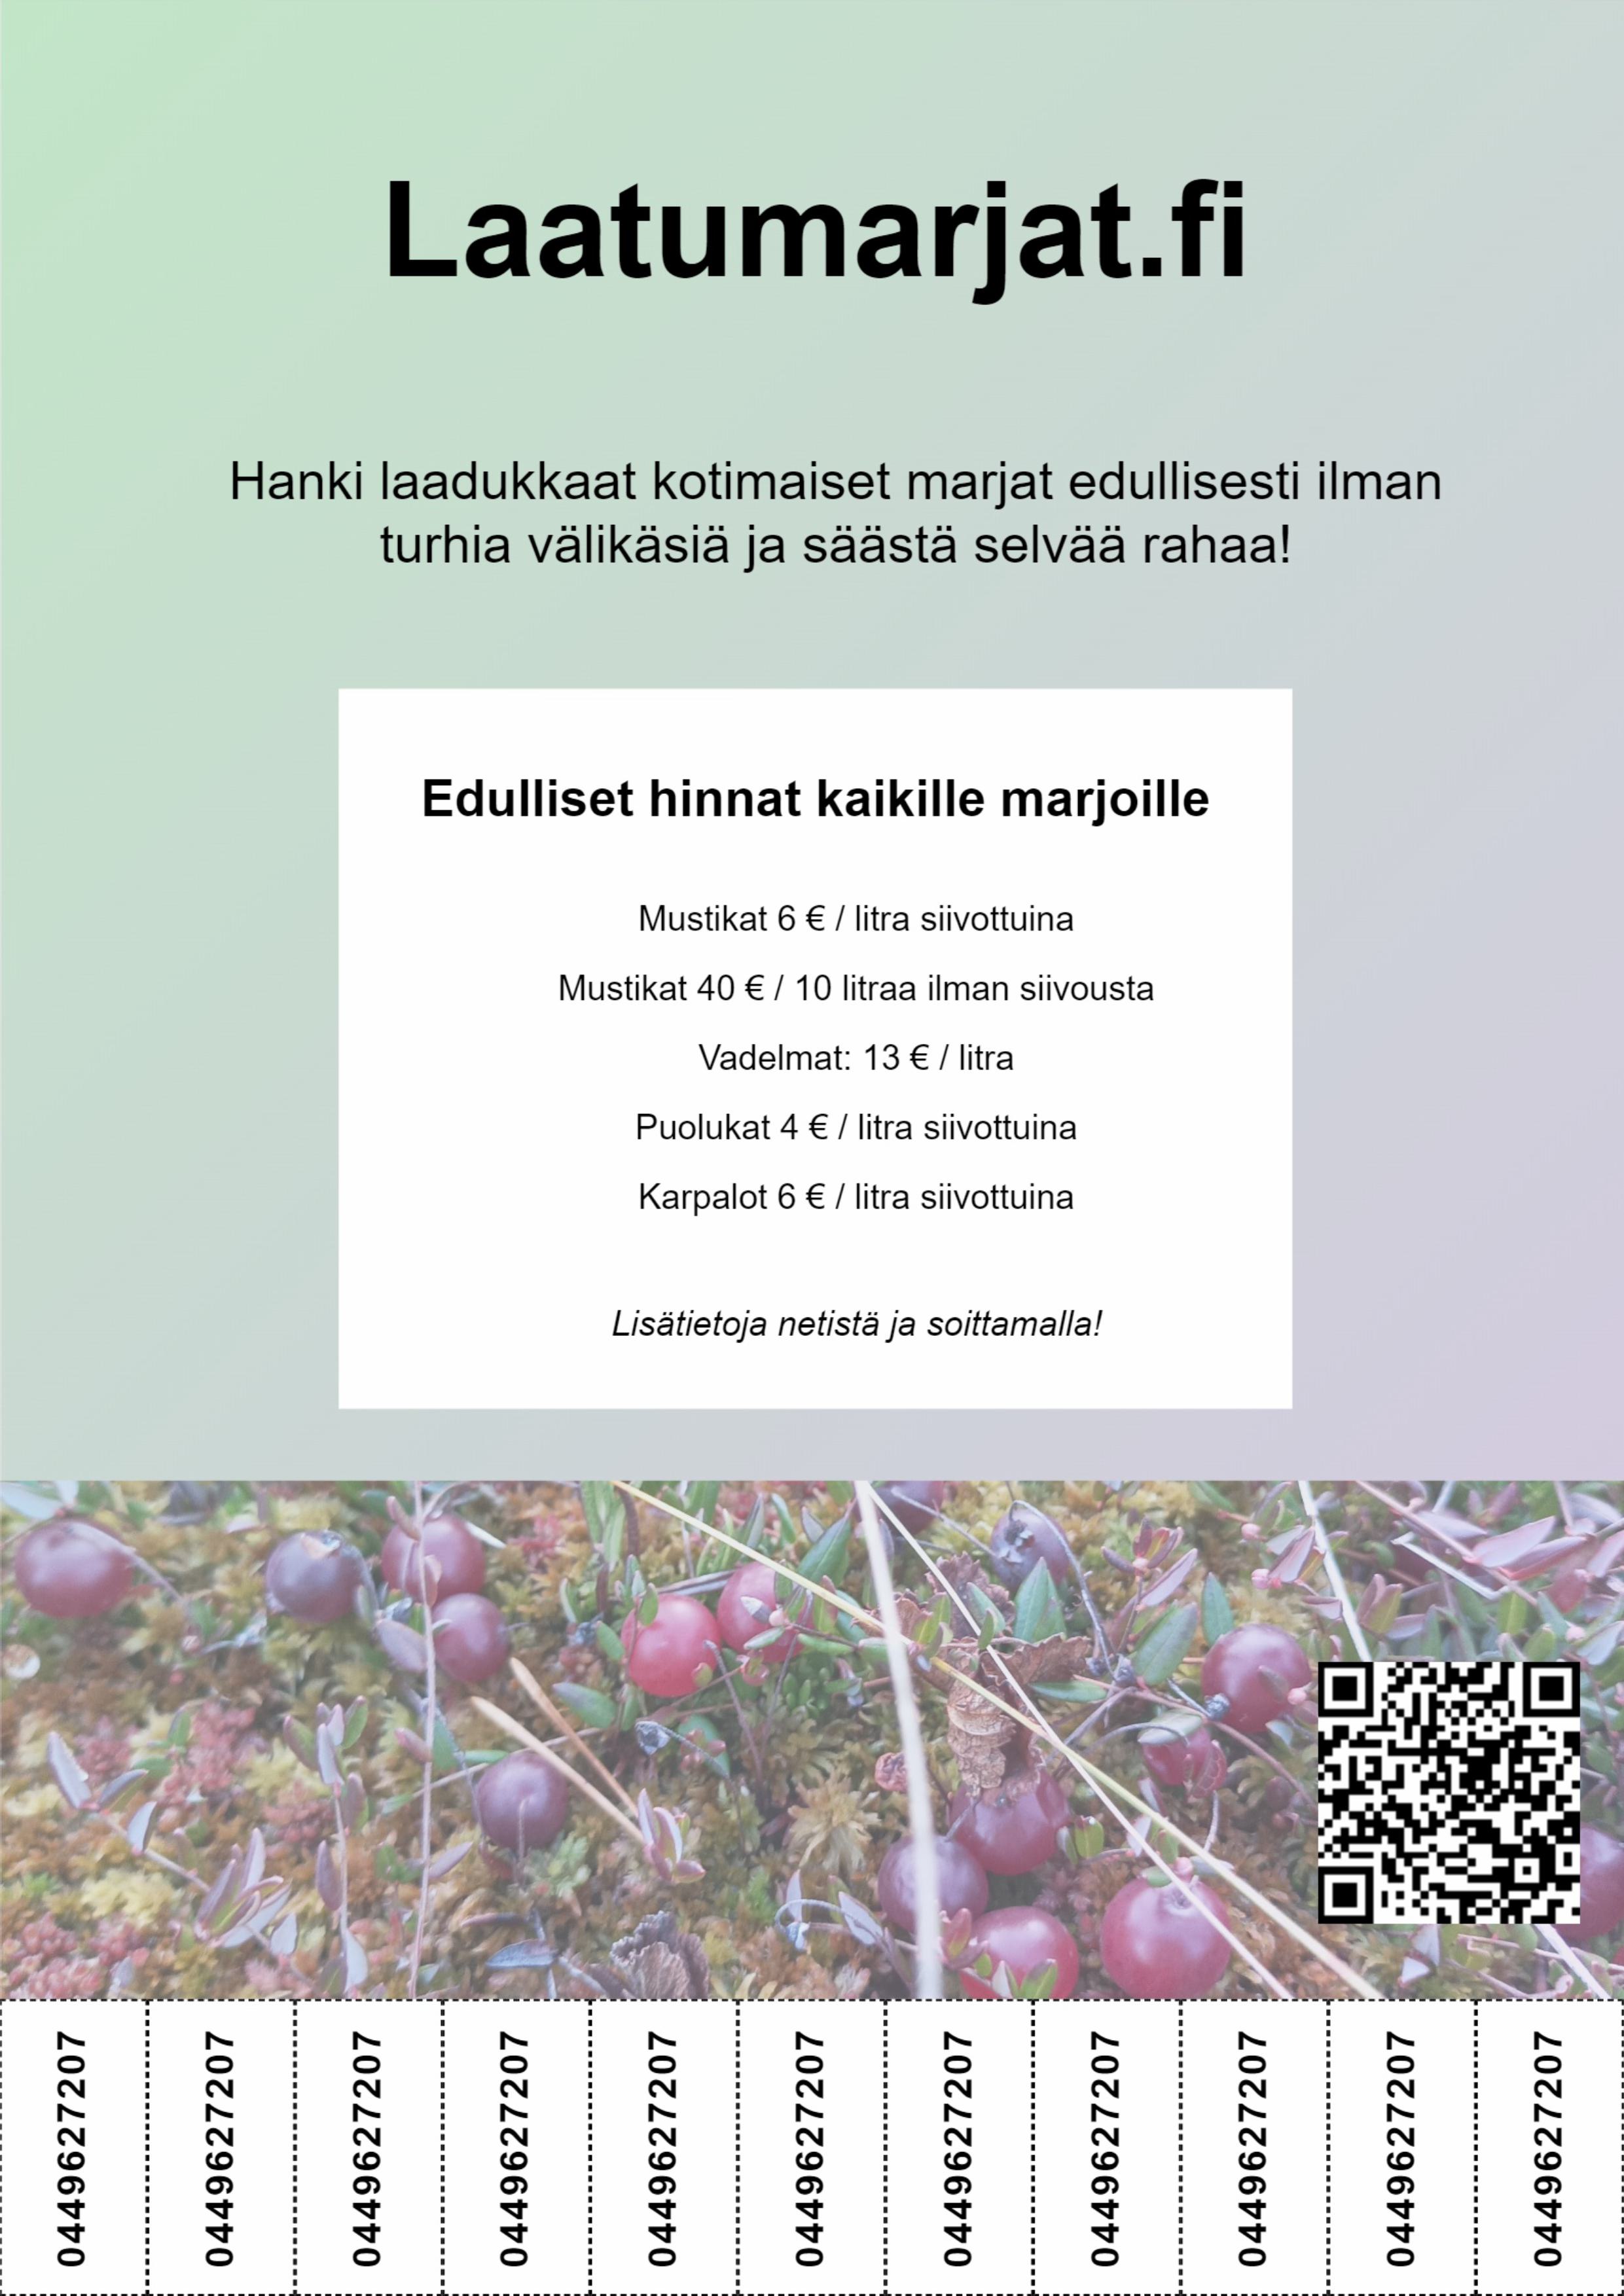 Laatumarjat.fi
Hanki laadukkaat kotimaiset marjat edullisesti ilman
turhia välikäsiä ja säästä selvää rahaa!
Edulliset hinnat kaikille marjoille
Mustikat 6 € / litra siivottuina
Mustikat 40 € / 10 litraa ilman siivousta
Vadelmat: 13 € / litra
Puolukat 4 € / litra siivottuina
Karpalot 6 € / litra siivottuina
Lisätietoja netistä ja soittamalla!
0449627207
0449627207
0449627207
0449627207
0449627207
0449627207
0449627207
0449627207
0449627207
0449627207
0449627207